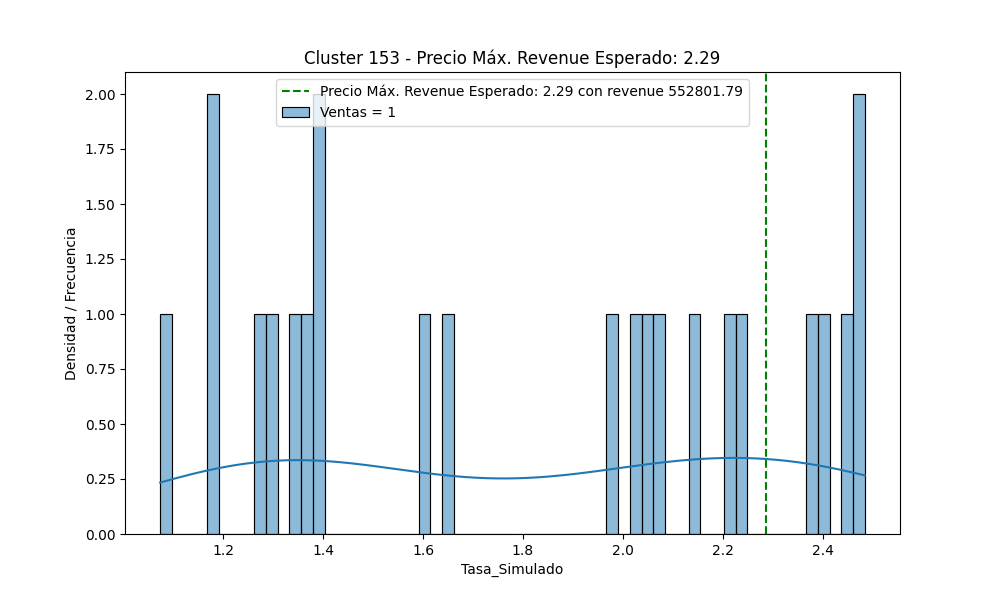 Cluster 153 - Precio Máx. Revenue Esperado: 2.29
Precio Máx. Revenue Esperado: 2.29 con revenue 552801.79
Ventas = 1
Densidad / Frecuencia
2.00
1.75
1.50
1.25
1.00
0.75
0.50
0.25
0.00
1.2 1.4 1.6 1.8 2.0 2.2 2.4
Tasa_Simulado